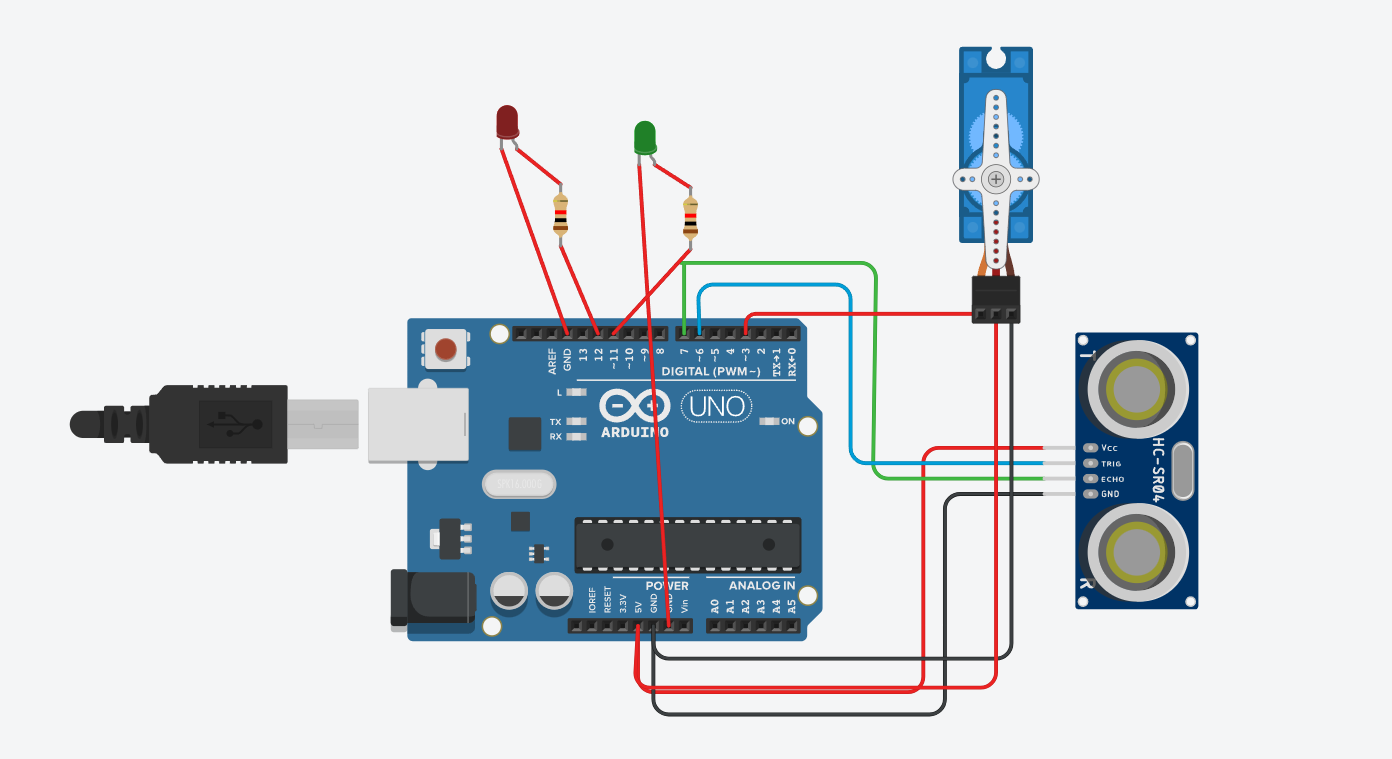 AREF
GND
13
12
~11
~10
~9
8
7
~6
~5
4
~3
2
TX→1
RX←0
DIGITAL (PWM~)
L
TX
RX
ARDUINO
UNO
ON
T
Vcc
TRIG
ECHO
GND
HC-SR04
R
POWER
ANALOG IN
IOREF
RESET
3.3V
5V
GND
GND
Vin
A0
A1
A2
A3
A4
A5